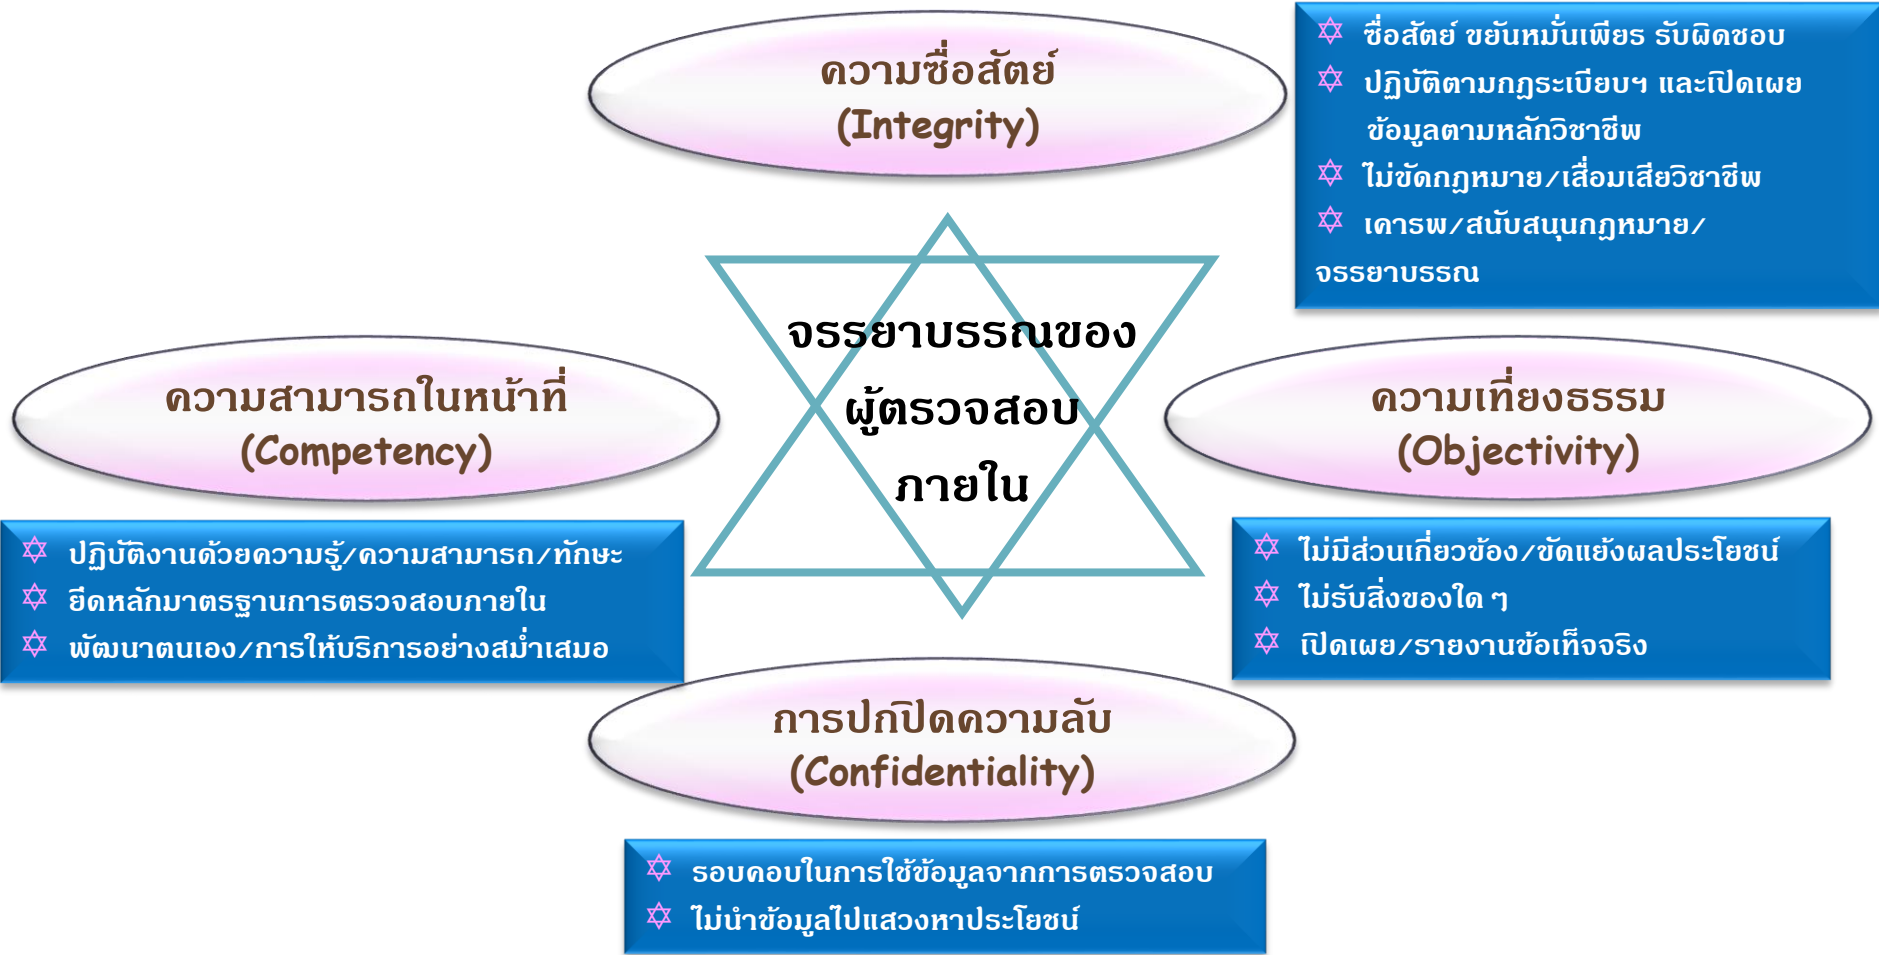 ความซื่อสัตย์
(Integrity)
ซื่อสัตย์ ขยันหมั่นเพียร รับผิดชอบ
ปฏิบัติตามกฎระเบียบฯ และเปิดเผย
ข้อมูลตามหลักวิชาชีพ
ไม่ขัดกฎหมาย/เสื่อมเสียวิชาชีพ
เคารพ/สนับสนุนกฎหมาย/
จรรยาบรรณ
จรรยาบรรณของ
ผู้ตรวจสอบ
ภายใน
ความสามารถในหน้าที่
(Competency)
ปฏิบัติงานด้วยความรู้/ความสามารถ/ทักษะ
ยึดหลักมาตรฐานการตรวจสอบภายใน
พัฒนาตนเอง/การให้บริการอย่างสม่ำเสมอ
ความเที่ยงธรรม
(Objectivity)
ไม่มีส่วนเกี่ยวข้อง/ขัดแย้งผลประโยชน์
ไม่รับสิ่งของใด ๆ
เปิดเผย/รายงานข้อเท็จจริง
การปกปิดความลับ
(Confidentiality)
รอบคอบในการใช้ข้อมูลจากการตรวจสอบ
ไม่นำข้อมูลไปแสวงหาประโยชน์